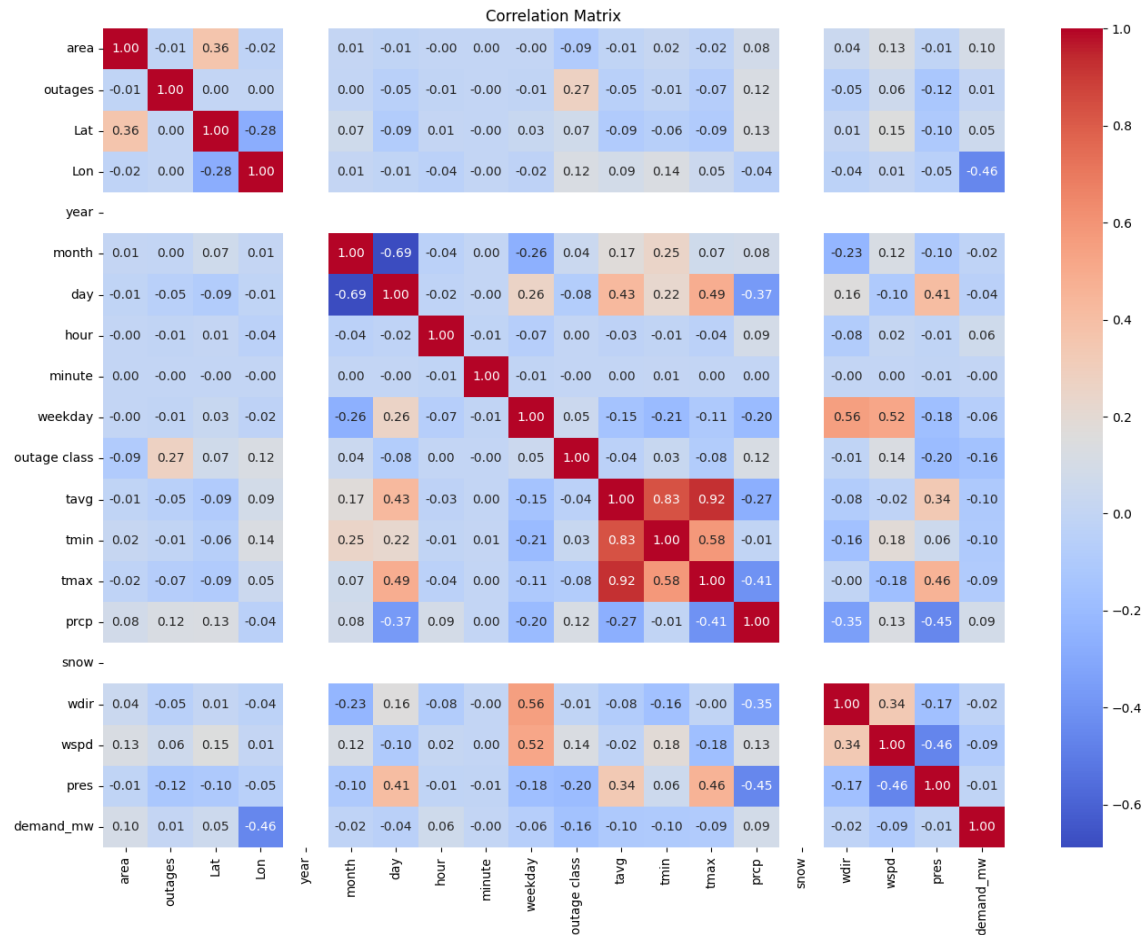 Correlation Matrix
area 1.00 -0.01 0.36 -0.02 0.01 -0.01 -0.00 0.00 -0.00 -0.09 -0.01 0.02 -0.02 0.08 0.04 0.13 -0.01 0.10
outages -0.01 1.00 0.00 0.00 0.00 -0.05 -0.01 -0.00 -0.01 0.27 -0.05 -0.01 -0.07 0.12 -0.05 0.06 -0.12 0.01
Lat 0.36 0.00 1.00 -0.28 0.07 -0.09 0.01 -0.00 0.03 0.07 -0.09 -0.06 -0.09 0.13 0.01 0.15 -0.10 0.05
Lon -0.02 0.00 -0.28 1.00 0.01 -0.01 -0.04 -0.00 -0.02 0.12 0.09 0.14 0.05 -0.04 -0.04 0.01 -0.05 -0.46
year
month 0.01 0.00 0.07 0.01 1.00 -0.69 -0.04 0.00 -0.26 0.04 0.17 0.25 0.07 0.08 -0.23 0.12 -0.10 -0.02
day -0.01 -0.05 -0.09 -0.01 -0.69 1.00 -0.02 -0.00 0.26 -0.08 0.43 0.22 0.49 -0.37 0.16 -0.10 0.41 -0.04
hour -0.00 -0.01 0.01 -0.04 -0.04 -0.02 1.00 -0.01 -0.07 0.00 -0.03 -0.01 -0.04 0.09 -0.08 0.02 -0.01 0.06
minute 0.00 -0.00 -0.00 -0.00 0.00 -0.00 -0.01 1.00 -0.01 -0.00 0.00 0.01 0.00 0.00 -0.00 0.00 -0.01 -0.00
weekday -0.00 -0.01 0.03 -0.02 -0.26 0.26 -0.07 -0.01 1.00 0.05 -0.15 -0.21 -0.11 -0.20 0.56 0.52 -0.18 -0.06
outage class -0.09 0.27 0.07 0.12 0.04 -0.08 0.00 -0.00 0.05 1.00 -0.04 0.03 -0.08 0.12 -0.01 0.14 -0.20 -0.16
tavg -0.01 -0.05 -0.09 0.09 0.17 0.43 -0.03 0.00 -0.15 -0.04 1.00 0.83 0.92 -0.27 -0.08 -0.02 0.34 -0.10
tmin 0.02 -0.01 -0.06 0.14 0.25 0.22 -0.01 0.01 -0.21 0.03 0.83 1.00 0.58 -0.01 -0.16 0.18 0.06 -0.10
tmax -0.02 -0.07 -0.09 0.05 0.07 0.49 -0.04 0.00 -0.11 -0.08 0.92 0.58 1.00 -0.41 -0.00 -0.18 0.46 -0.09
prcp 0.08 0.12 0.13 -0.04 0.08 -0.37 0.09 0.00 -0.20 0.12 -0.27 -0.01 -0.41 1.00 -0.35 0.13 -0.45 0.09
snow
wdir 0.04 -0.05 0.01 -0.04 -0.23 0.16 -0.08 -0.00 0.56 -0.01 -0.08 -0.16 -0.00 -0.35 1.00 0.34 -0.17 -0.02
wspd 0.13 0.06 0.15 0.01 0.12 -0.10 0.02 0.00 0.52 0.14 -0.02 0.18 -0.18 0.13 0.34 1.00 -0.46 -0.09
pres -0.01 -0.12 -0.10 -0.05 -0.10 0.41 -0.01 -0.01 -0.18 -0.20 0.34 0.06 0.46 -0.45 -0.17 -0.46 1.00 -0.01
demand_mw 0.10 0.01 0.05 -0.46 -0.02 -0.04 0.06 -0.00 -0.06 -0.16 -0.10 -0.10 -0.09 0.09 -0.02 -0.09 -0.01 1.00
area outages Lat Lon year month day hour minute weekday outage class tavg tmin tmax prcp snow wdir wspd pres demand_mw
1.0
0.8
0.6
0.4
0.2
0.0
−0.2
−0.4
−0.6